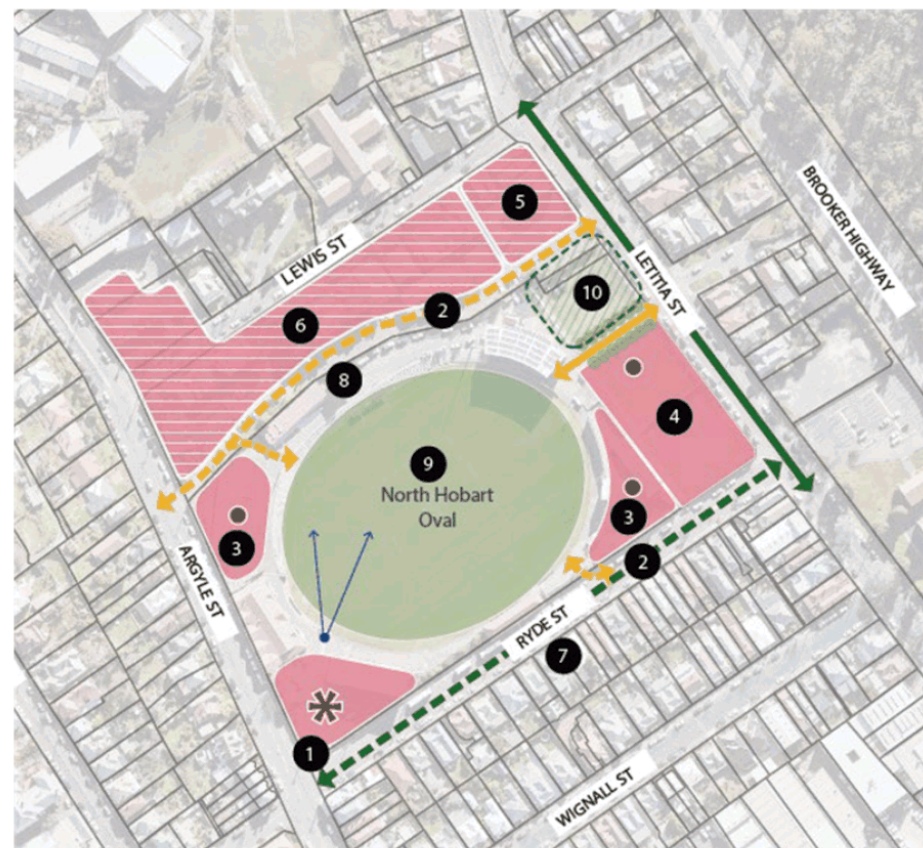 BROOKER HIGHWAY
5
LEWIS ST
LETITIA ST
10
2
6
8
4
9
North Hobart
Oval
3
3
2
ARGYLE ST
RYDE ST
7
1
WIGNALL ST